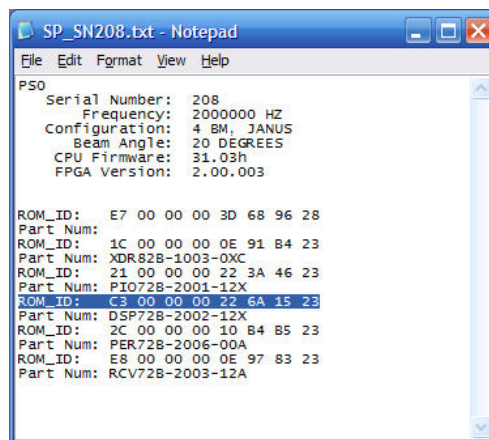 SP_SN208.txt - Notepad
File Edit Format View Help
PS0
Serial Number: 208
Frequency: 2000000 HZ
Configuration: 4 BM, JANUS
Beam Angle: 20 DEGREES
CPU Firmware: 31.03h
FPGA Version: 2.00.003
ROM_ID: E7 00 00 00 3D 68 96 28
Part Num:
ROM_ID: 1C 00 00 00 0E 91 B4 23
Part Num: XDR82B-1003-0XC
ROM_ID: 21 00 00 00 22 3A 46 23
Part Num: PIO72B-2001-12X
ROM_ID: C3 00 00 00 22 6A 15 23
Part Num: DSP72B-2002-12X
ROM_ID: 2C 00 00 00 10 B4 B5 23
Part Num: PER72B-2006-00A
ROM_ID: E8 00 00 00 0E 97 83 23
Part Num: RCV72B-2003-12A